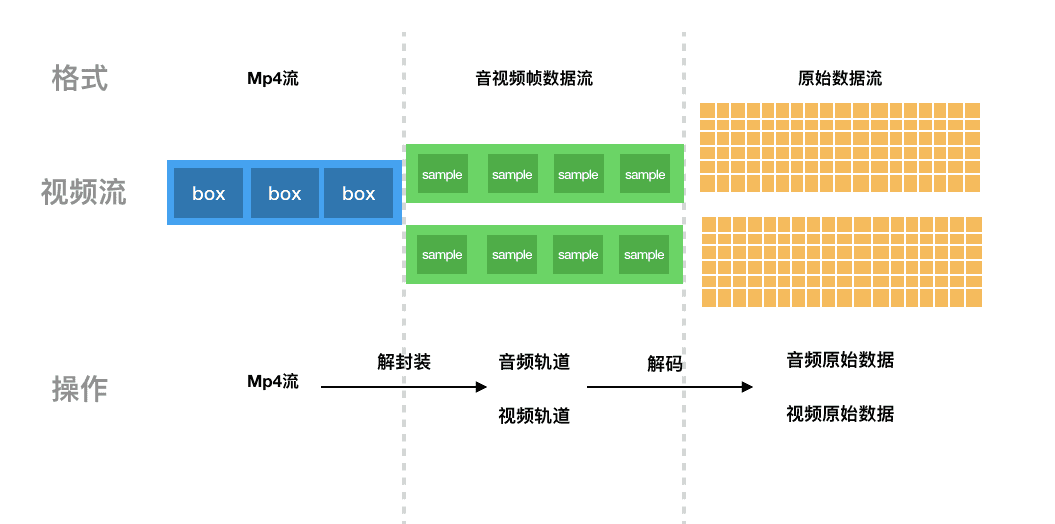 格式
Mp4流
音视频帧数据流
原始数据流
视频流
box box box
sample sample sample sample
sample sample sample sample
操作
Mp4流
解封装
音频轨道
视频轨道
解码
音频原始数据
视频原始数据